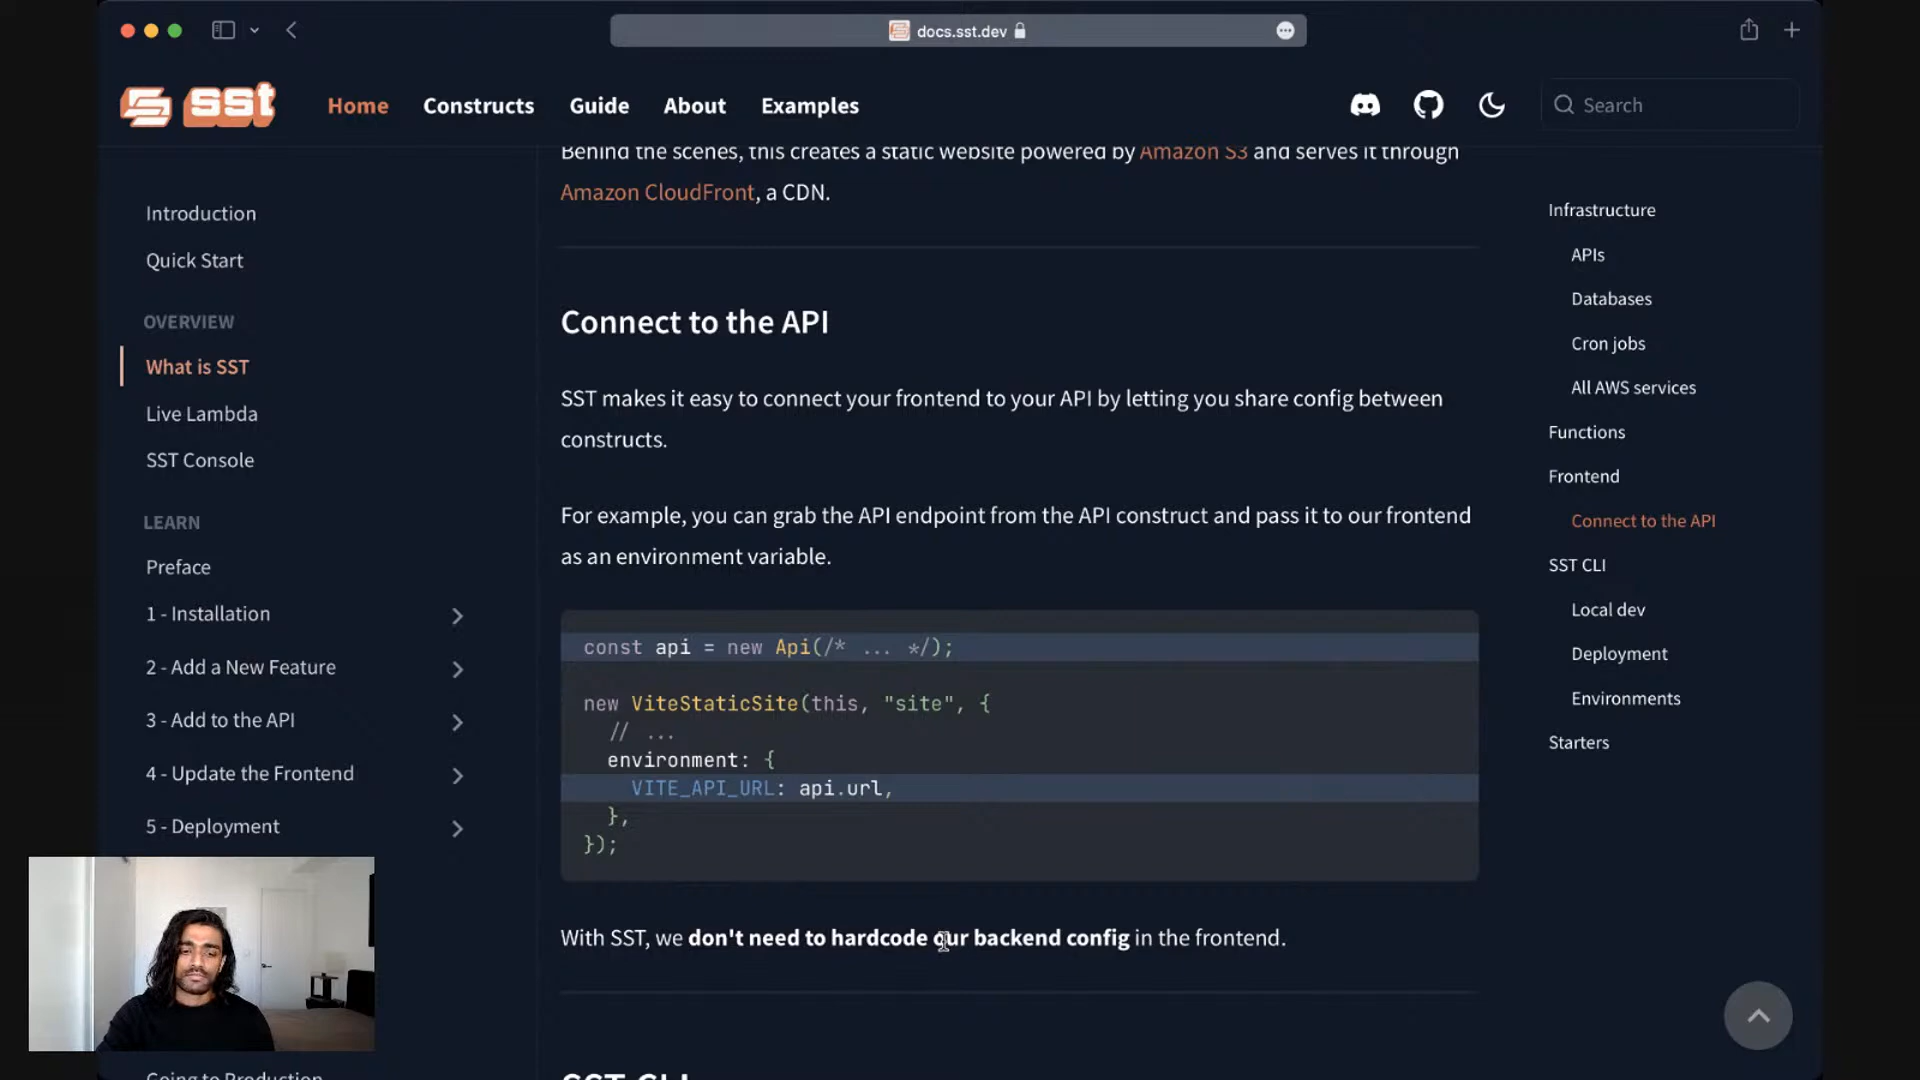 docs.sst.dev
sst
Home
Constructs
Guide
About
Examples
Search
Introduction
Quick Start
OVERVIEW
What is SST
Live Lambda
SST Console
LEARN
Preface
1 - Installation
2 - Add a New Feature
3 - Add to the API
4 - Update the Frontend
5 - Deployment
Going to Production
Behind the scenes, this creates a static website powered by Amazon S3 and serves it through
Amazon CloudFront, a CDN.
Connect to the API
SST makes it easy to connect your frontend to your API by letting you share config between
constructs.
For example, you can grab the API endpoint from the API construct and pass it to our frontend
as an environment variable.
const api = new Api(/* ... */);
new ViteStaticSite(this, "site", {
// ...
environment: {
VITE_API_URL: api.url,
},
});
With SST, we don't need to hardcode our backend config in the frontend.
SST CLI
Infrastructure
APIs
Databases
Cron jobs
All AWS services
Functions
Frontend
Connect to the API
SST CLI
Local dev
Deployment
Environments
Starters